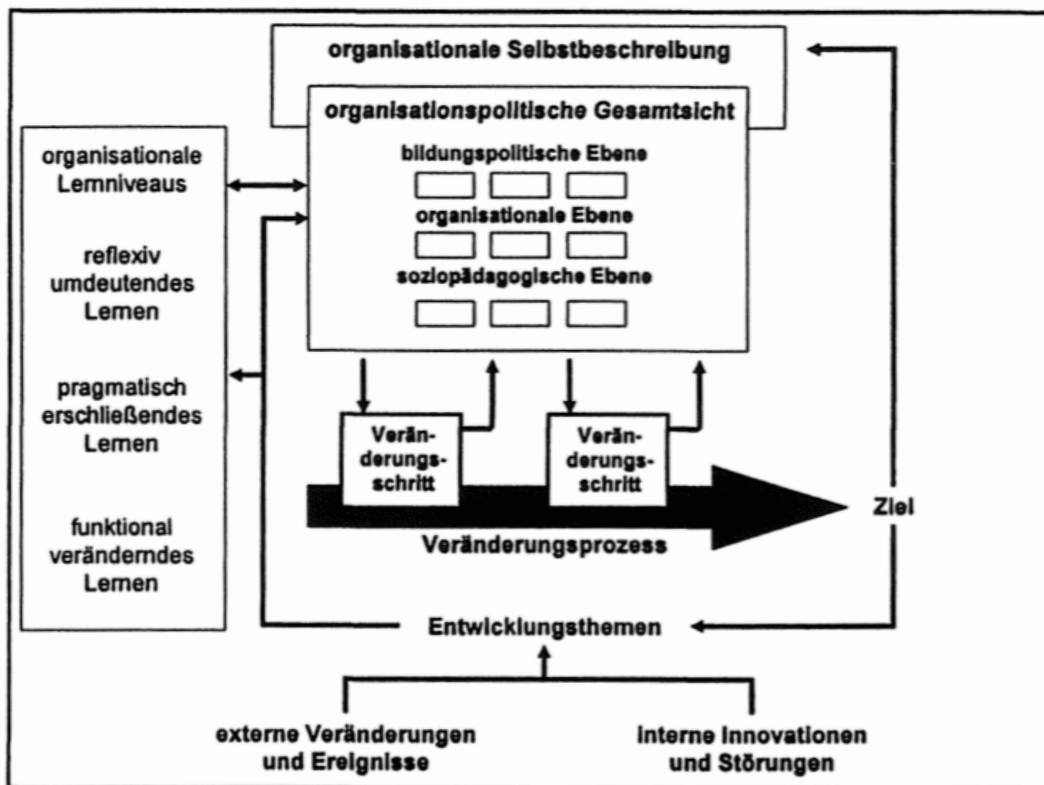 organisationale Selbstbeschreibung
organisationspolitische Gesamtsicht
bildungspolitische Ebene
organisationale Ebene
soziopädagogische Ebene
organisationale
Lernniveaus
reflexiv
umdeutendes
Lernen
pragmatisch
erschließendes
Lernen
funktional
veränderndes
Lernen
Verän-
derungs-
schritt
Verän-
derungs-
schritt
Veränderungsprozess
Ziel
Entwicklungsthemen
externe Veränderungen
und Ereignisse
interne Innovationen
und Störungen